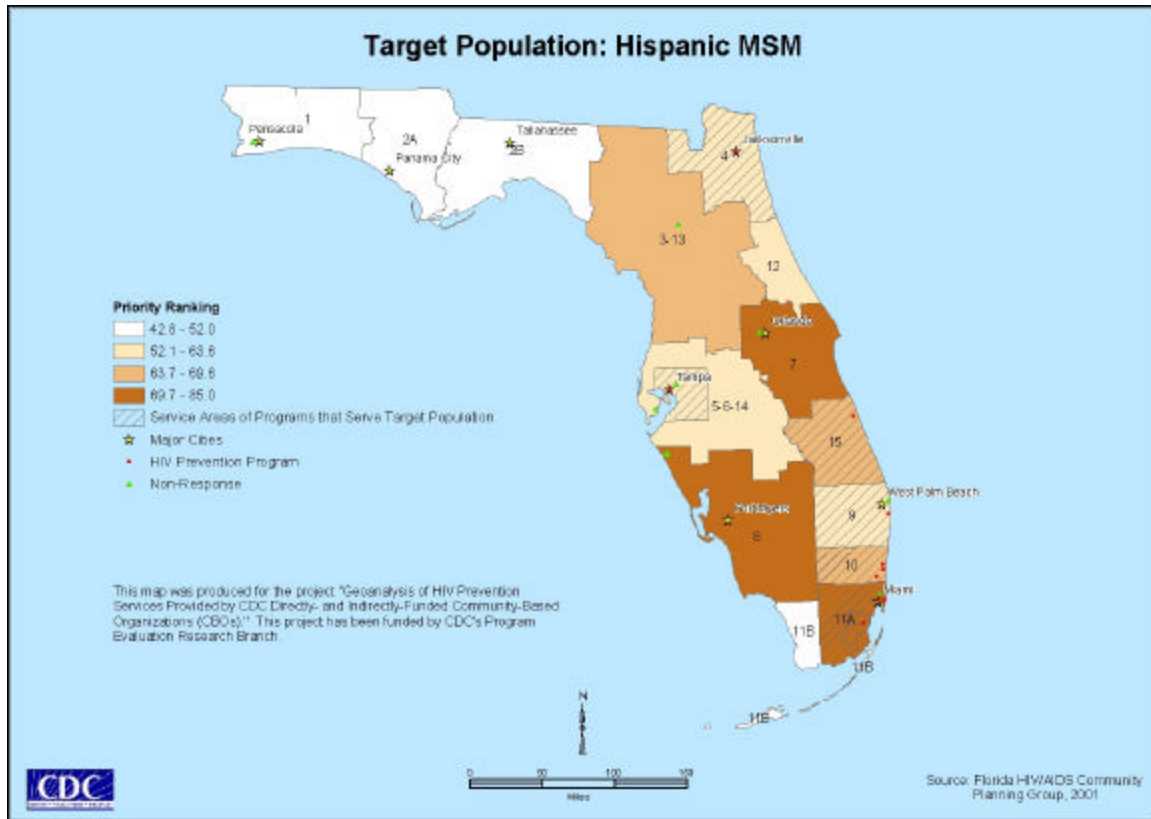 Target Population: Hispanic MSM
1
Pensacola
2A
Panama City
Tallahassee
2B
4
Jacksonville
3-13
12
Priority Ranking
42.8 - 52.0
52.1 - 63.6
63.7 - 69.6
69.7 - 85.0
Service Areas of Programs that Serve Target Population
Major Cities
HIV Prevention Program
Non-Response
Orlando
7
Tampa
5-6-14
15
West Palm Beach
9
Fort Myers
8
10
Miami
11A
11B
11B
11B
This map was produced for the project "Geoanalysis of HIV Prevention
Services Provided by CDC Directly- and Indirectly-Funded Community-Based
Organizations (CBOs)." This project has been funded by CDC's Program
Evaluation Research Branch.
N
0 50 100 150
Miles
CDC
Source: Florida HIV/AIDS Community
Planning Group, 2001